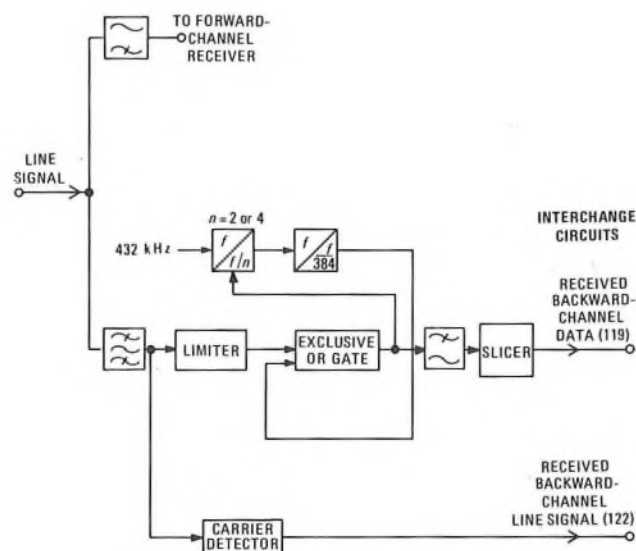 TO FORWARD-
CHANNEL
RECEIVER
LINE
SIGNAL
n = 2 or 4
432 kHz
f
f/n
f
f
384
INTERCHANGE
CIRCUITS
RECEIVED
BACKWARD-
CHANNEL
DATA (119)
LIMITER
EXCLUSIVE
OR GATE
SLICER
RECEIVED
BACKWARD-
CHANNEL
LINE SIGNAL (122)
CARRIER
DETECTOR